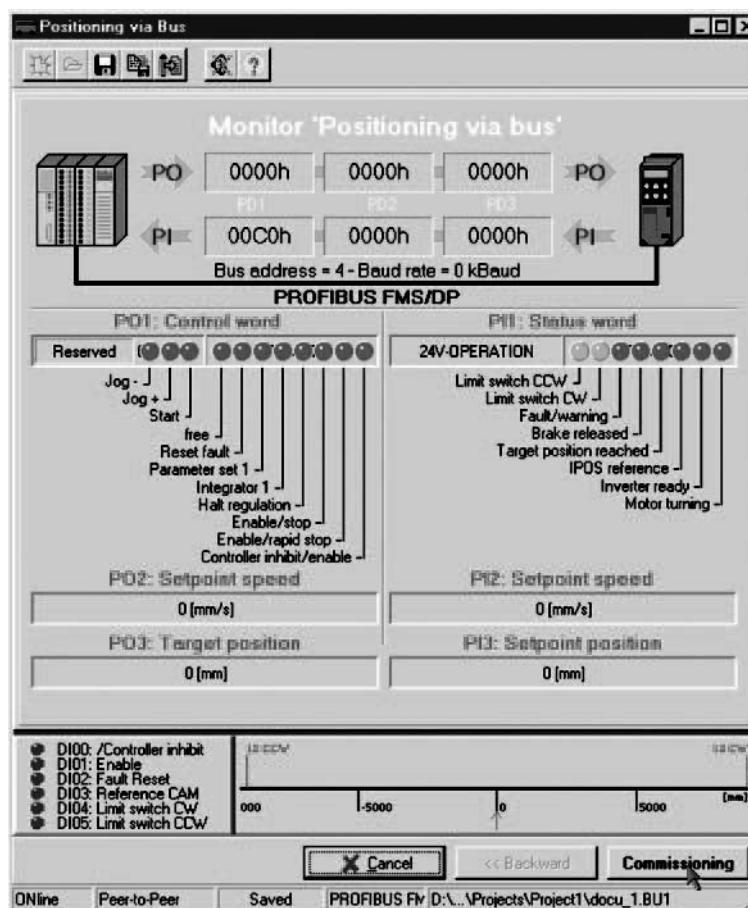 Positioning via Bus
Monitor 'Positioning via bus'
PO 0000h 0000h 0000h PO
PD1 PD2 PD3
PI 00C0h 0000h 0000h PI
Bus address = 4 - Baud rate = 0 kBaud
PROFIBUS FMS/DP
PO1: Control word
Reserved
Jog -
Jog +
Start
free
Reset fault
Parameter set 1
Integrator 1
Halt regulation
Enable/stop
Enable/rapid stop
Controller inhibit/enable
PI1: Status word
24V-OPERATION
Limit switch CCW
Limit switch CW
Fault/warning
Brake released
Target position reached
IPOS reference
Inverter ready
Motor turning
PO2: Setpoint speed
0 [mm/s]
PI2: Setpoint speed
0 [mm/s]
PO3: Target position
0 [mm]
PI3: Setpoint position
0 [mm]
DI00: /Controller inhibit
DI01: Enable
DI02: Fault Reset
DI03: Reference CAM
DI04: Limit switch CW
DI05: Limit switch CCW
000 -5000 0 5000 [mm]
Cancel << Backward Commissioning
ONline Peer-to-Peer Saved PROFIBUS FM D:\...\Projects\Project1\docu_1.BU1